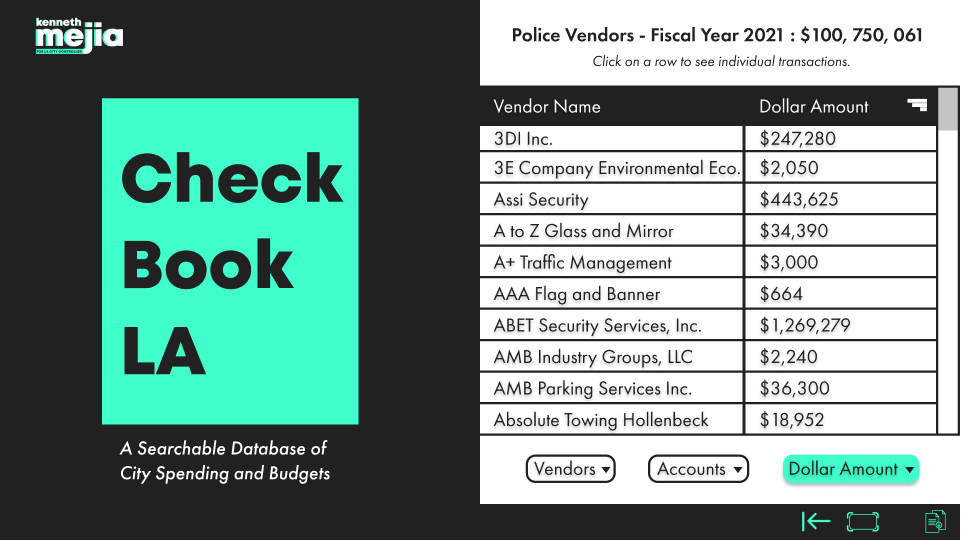 kenneth
mejia
FOR LA CITY CONTROLLER
Check
Book
LA
A Searchable Database of
City Spending and Budgets
Police Vendors - Fiscal Year 2021 : $100, 750, 061
Click on a row to see individual transactions.
Vendor Name Dollar Amount
3DI Inc. $247,280
3E Company Environmental Eco. $2,050
Assi Security $443,625
A to Z Glass and Mirror $34,390
A+ Traffic Management $3,000
AAA Flag and Banner $664
ABET Security Services, Inc. $1,269,279
AMB Industry Groups, LLC $2,240
AMB Parking Services Inc. $36,300
Absolute Towing Hollenbeck $18,952
Vendors Accounts Dollar Amount